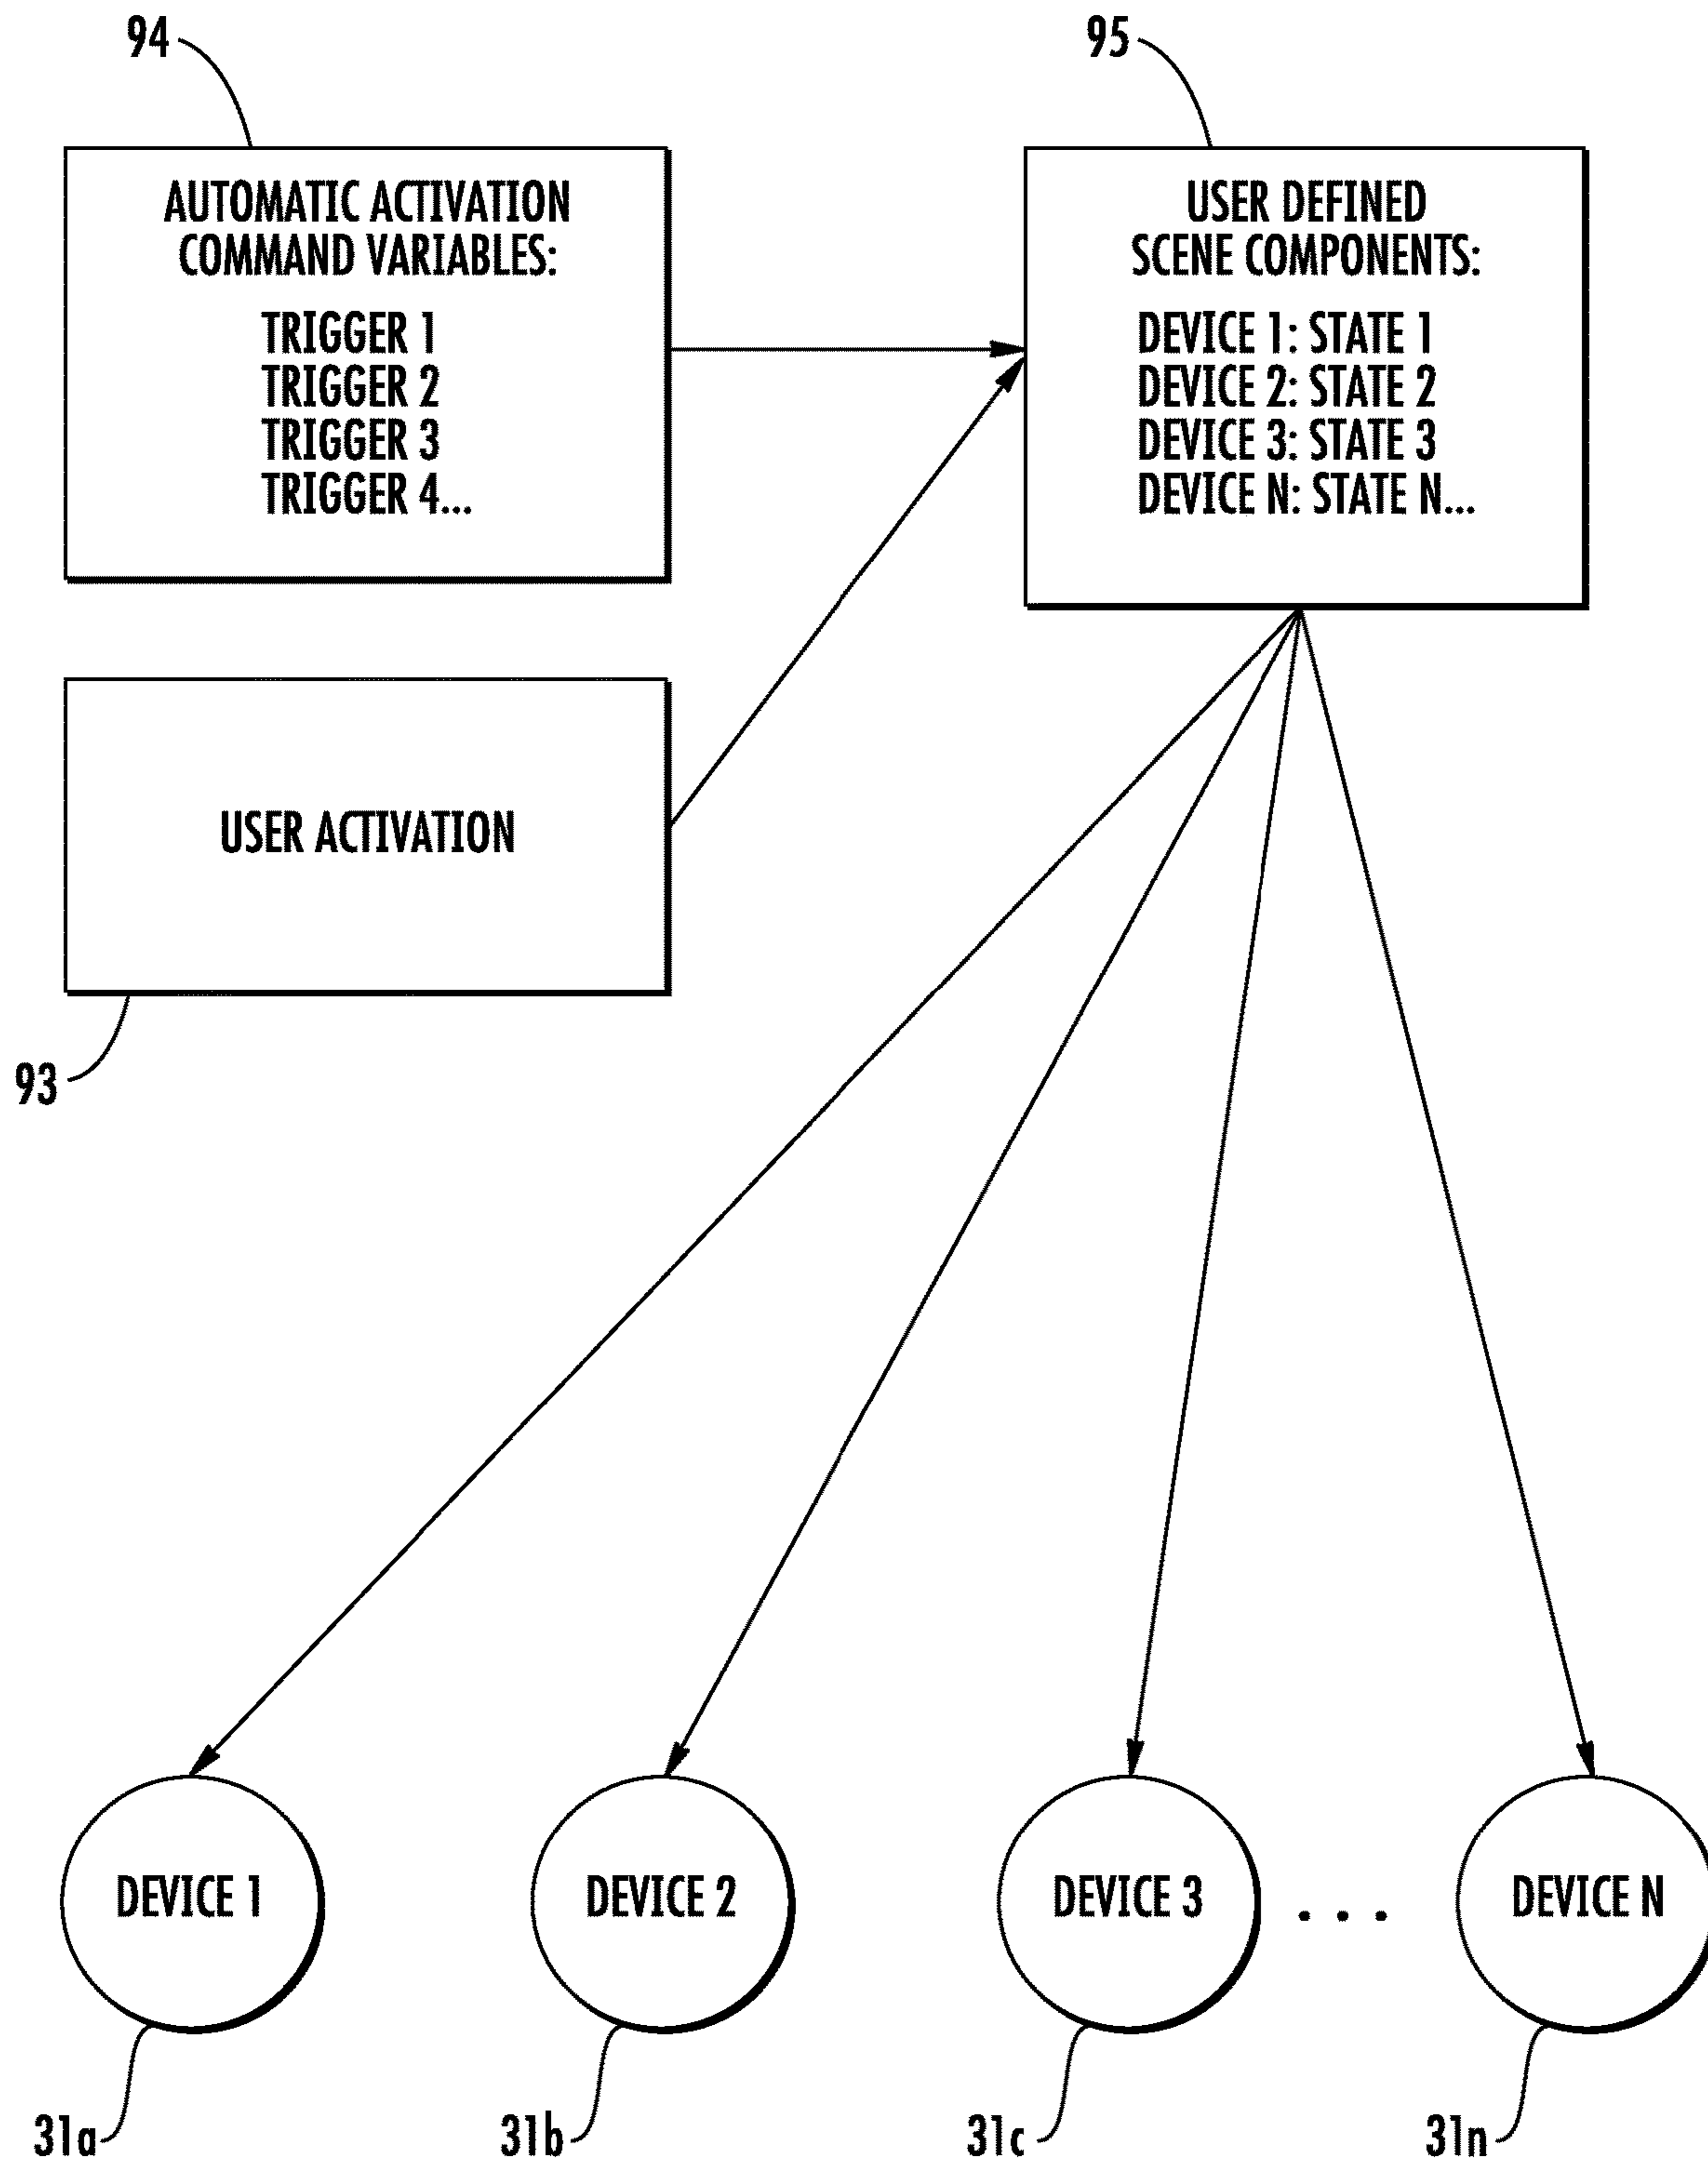 94
95
AUTOMATIC ACTIVATION
COMMAND VARIABLES:
TRIGGER 1
TRIGGER 2
TRIGGER 3
TRIGGER 4...
USER DEFINED
SCENE COMPONENTS:
DEVICE 1: STATE 1
DEVICE 2: STATE 2
DEVICE 3: STATE 3
DEVICE N: STATE N...
USER ACTIVATION
93
DEVICE 1
DEVICE 2
DEVICE 3
. . .
DEVICE N
31a
31b
31c
31n